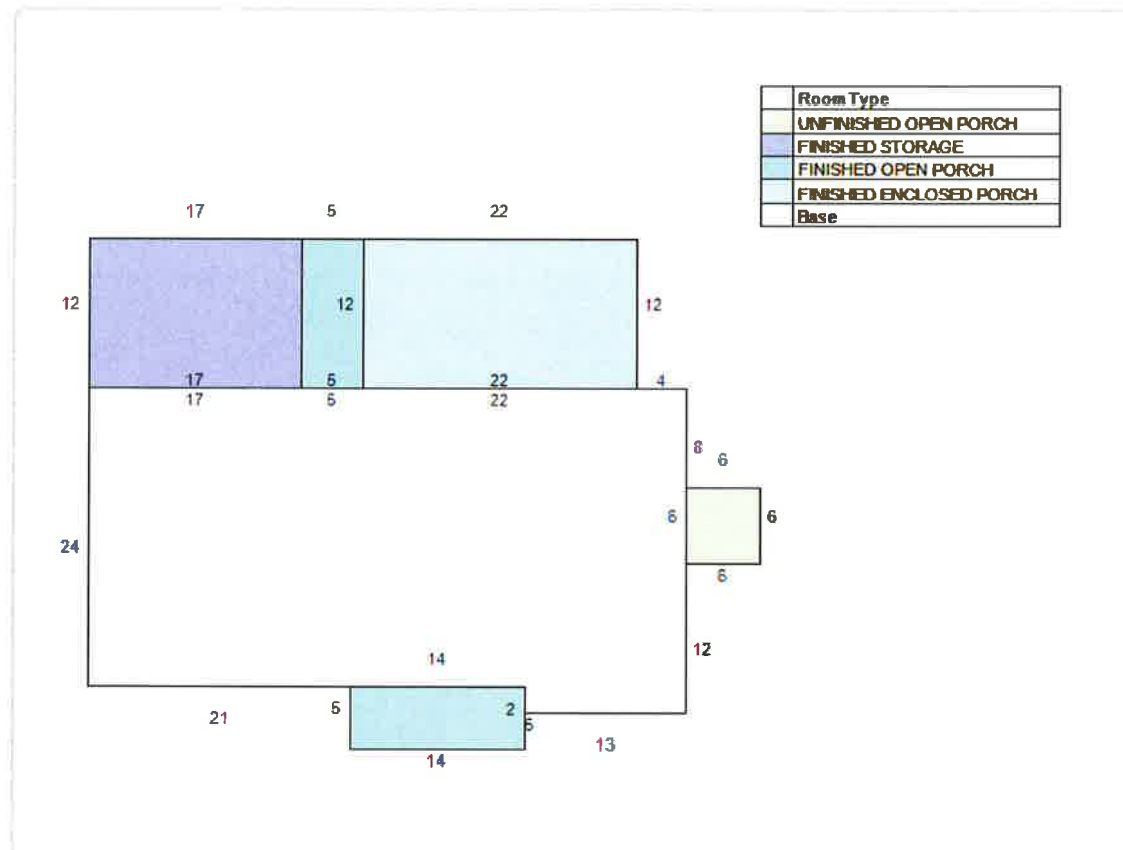 Room Type
UNFINISHED OPEN PORCH
FINISHED STORAGE
FINISHED OPEN PORCH
FINISHED ENCLOSED PORCH
Base
17 5 22
12 12 12
17 5 22 4
17 5 22
8
6
6 6
24
6
12
14
5 2
21 5
13
14